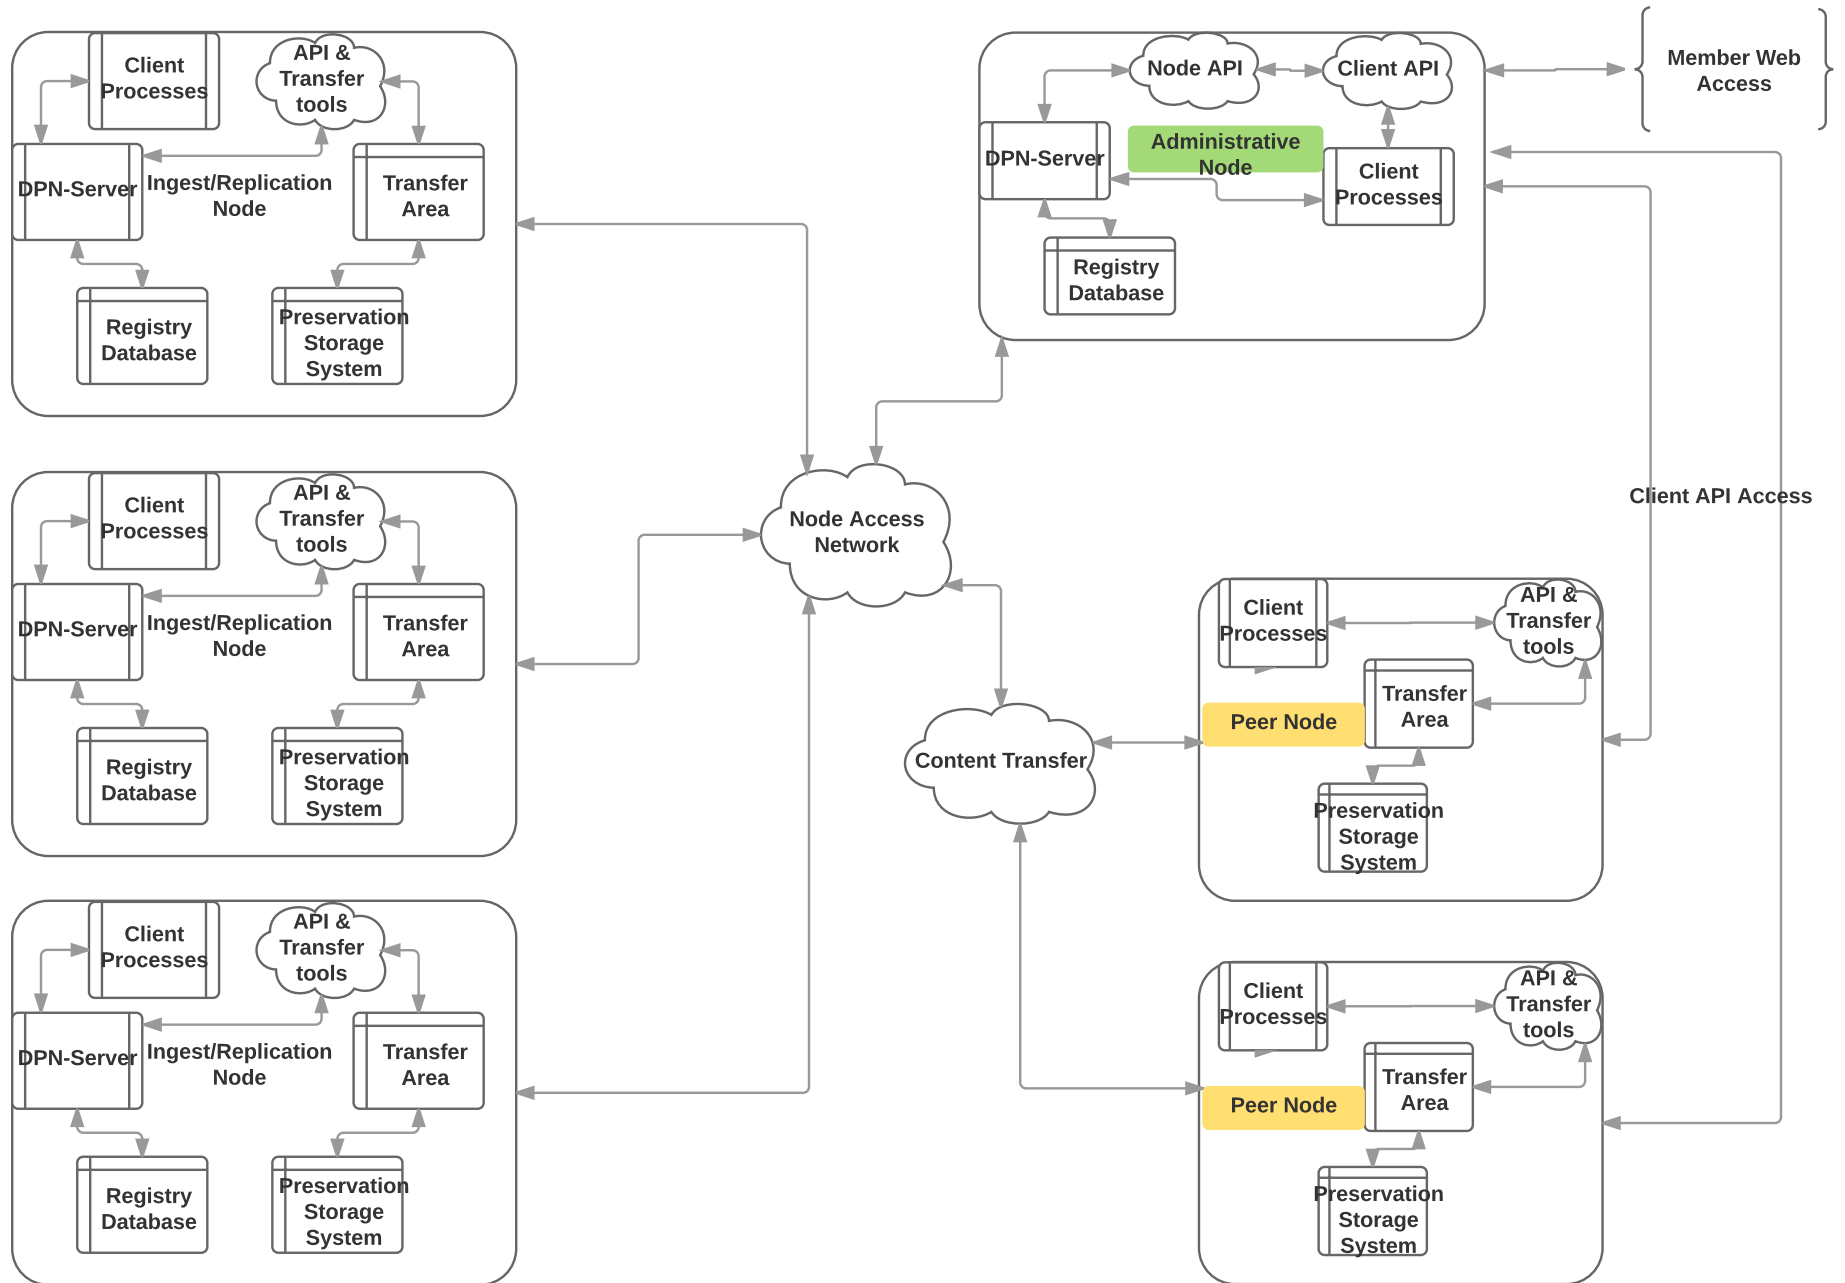 Client
Processes
API &
Transfer
tools
DPN-Server
Ingest/Replication
Node
Transfer
Area
Registry
Database
Preservation
Storage
System
Node API
Client API
Member Web
Access
DPN-Server
Administrative
Node
Client
Processes
Registry
Database
Client
Processes
API &
Transfer
tools
DPN-Server
Ingest/Replication
Node
Transfer
Area
Registry
Database
Preservation
Storage
System
Node Access
Network
Client API Access
Content Transfer
Client
Processes
API &
Transfer
tools
Peer Node
Transfer
Area
Preservation
Storage
System
Client
Processes
API &
Transfer
tools
DPN-Server
Ingest/Replication
Node
Transfer
Area
Registry
Database
Preservation
Storage
System
Client
Processes
API &
Transfer
tools
Peer Node
Transfer
Area
Preservation
Storage
System